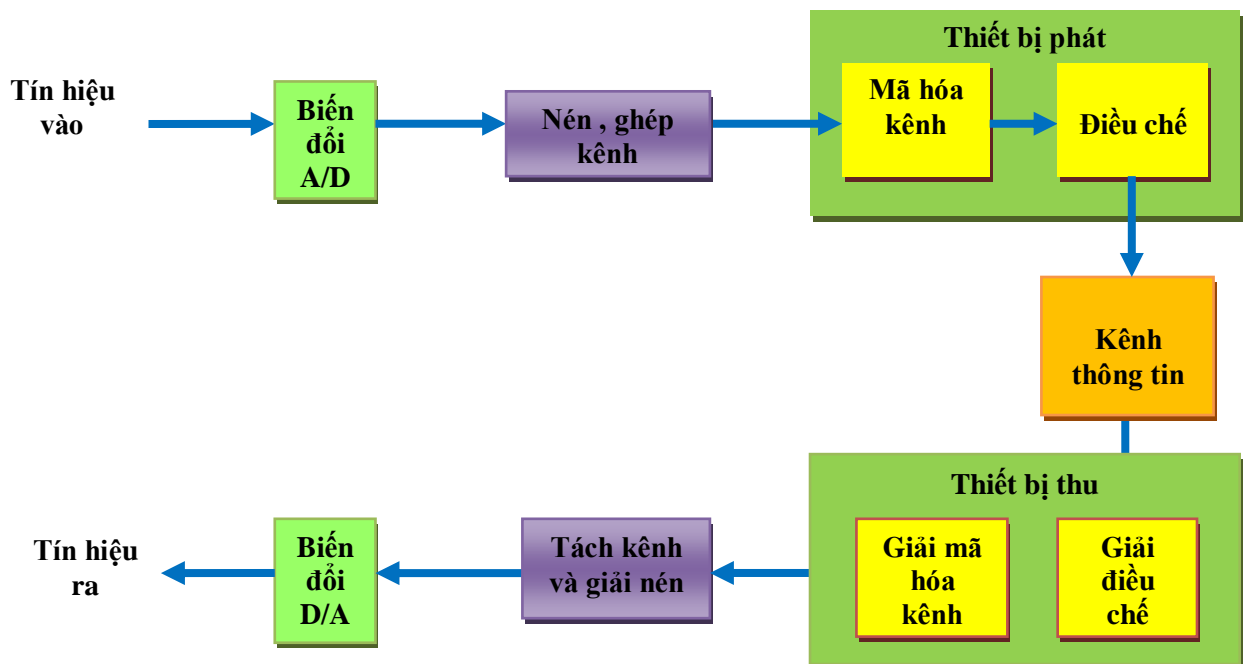 Tín hiệu
vào
Biến
đổi
A/D
Nén , ghép
kênh
Thiết bị phát
Mã hóa
kênh
Điều chế
Kênh
thông tin
Thiết bị thu
Giải mã
hóa
kênh
Giải
điều
chế
Tách kênh
và giải nén
Biến
đổi
D/A
Tín hiệu
ra